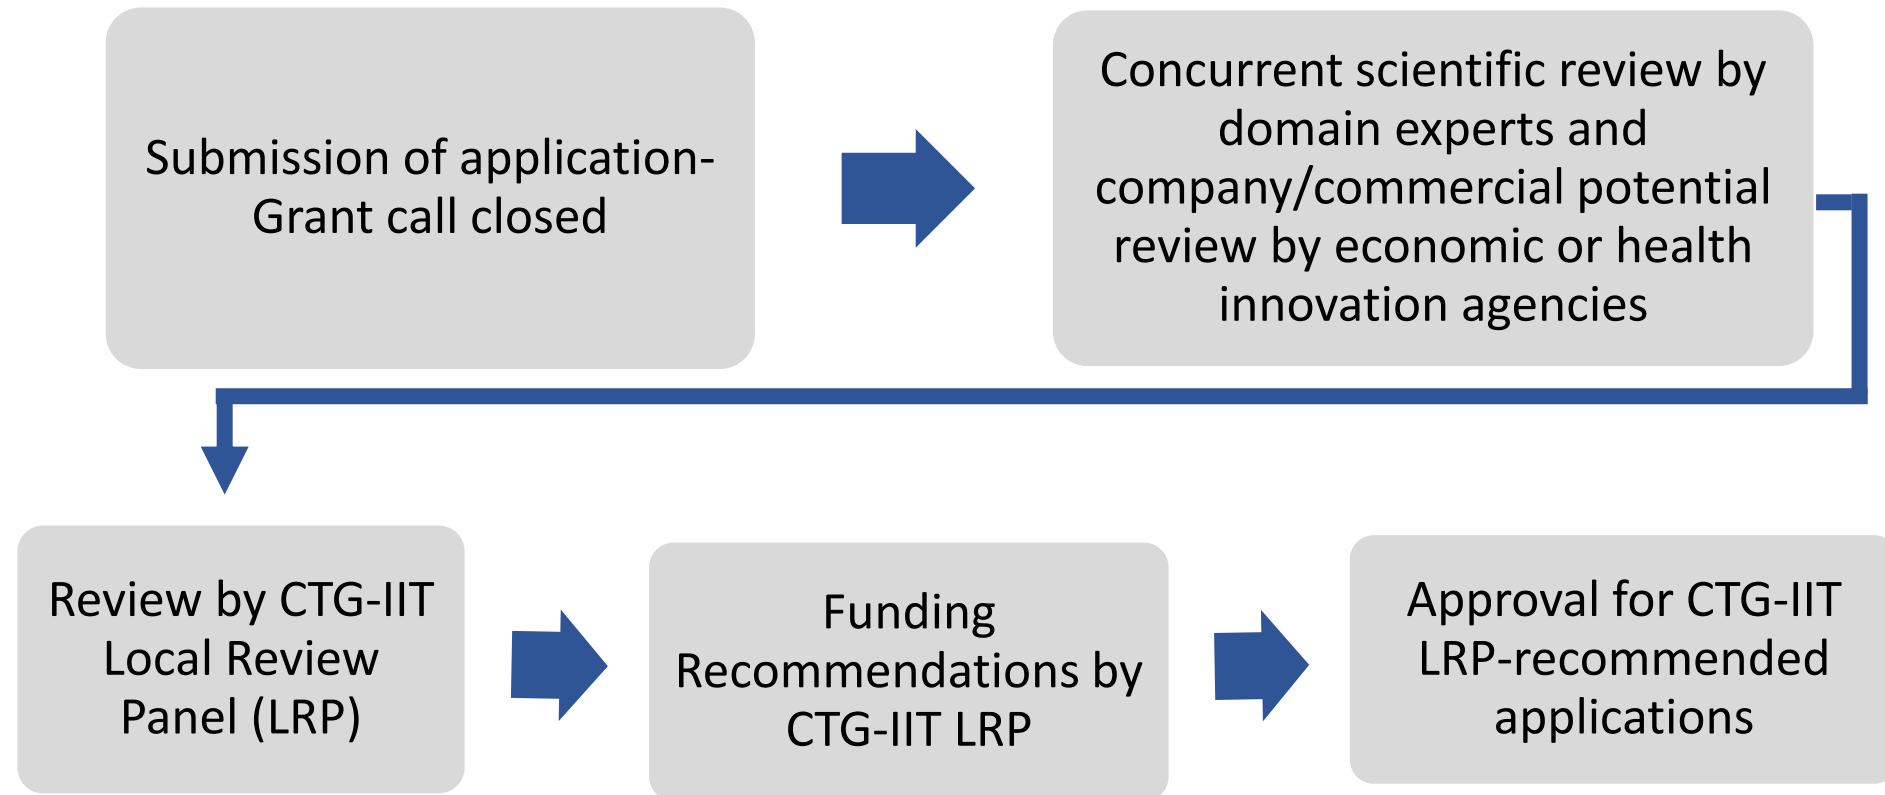 Submission of application-
Grant call closed
Concurrent scientific review by
domain experts and
company/commercial potential
review by economic or health
innovation agencies
Review by CTG-IIT
Local Review
Panel (LRP)
Funding
Recommendations by
CTG-IIT LRP
Approval for CTG-IIT
LRP-recommended
applications